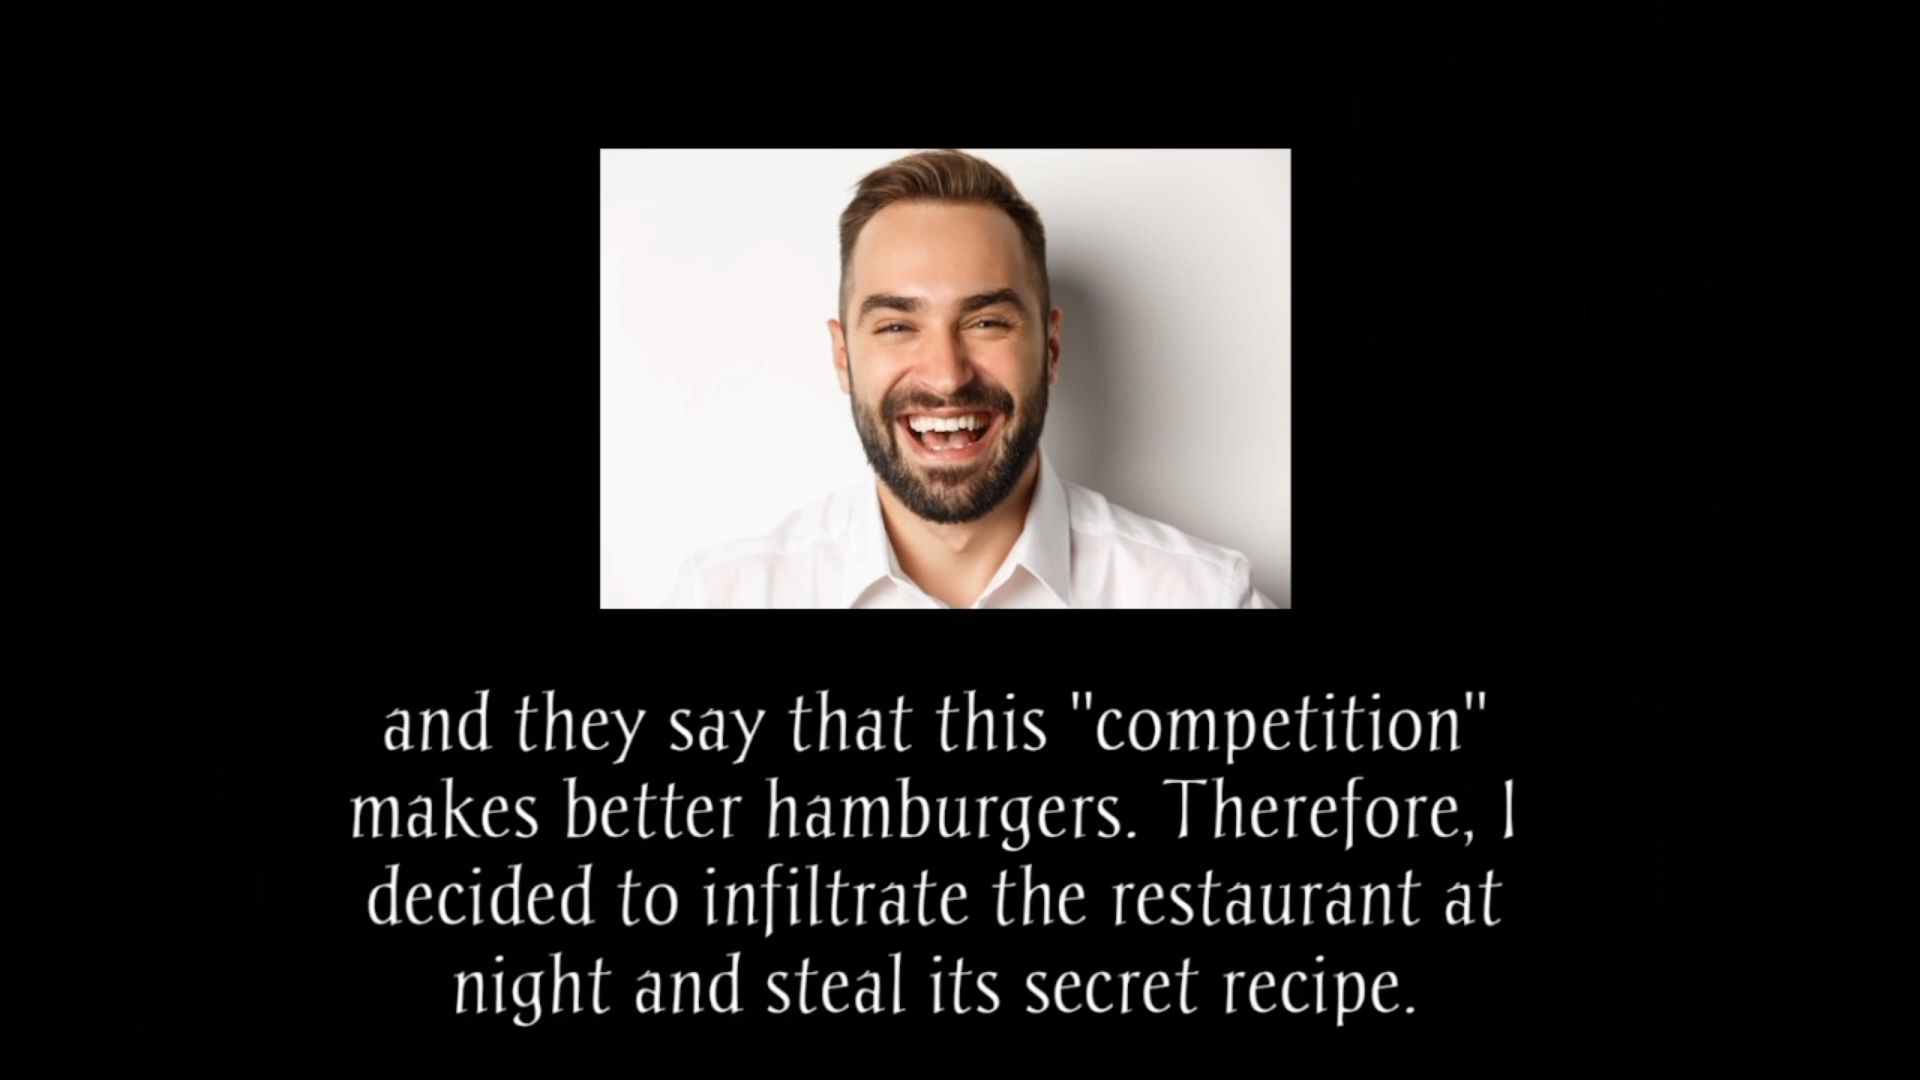 and they say that this "competition"
makes better hamburgers. Therefore, I
decided to infiltrate the restaurant at
night and steal its secret recipe.